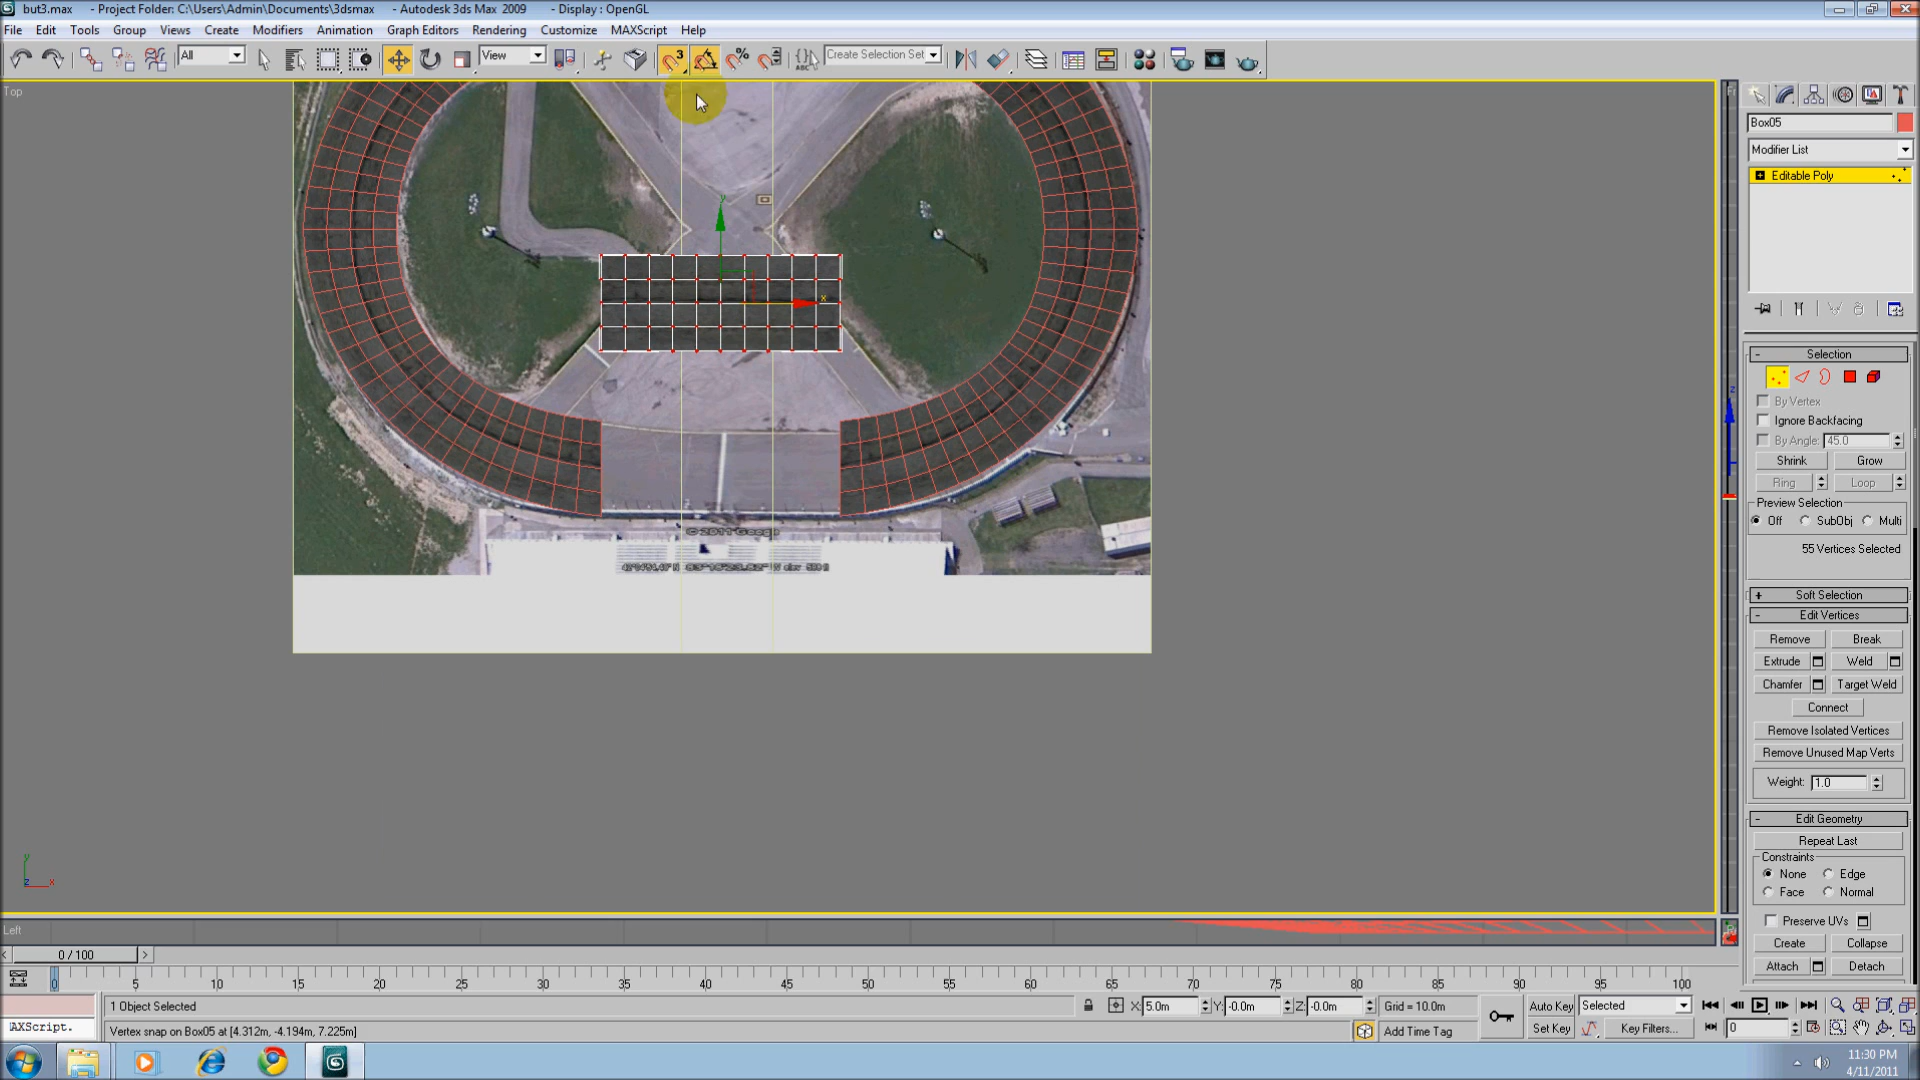 but3.max - Project Folder: C:\Users\Admin\Documents\3dsmax - Autodesk 3ds Max 2009 - Display : OpenGL
File Edit Tools Group Views Create Modifiers Animation Graph Editors Rendering Customize MAXScript Help
All View 3 Create Selection Set
Top
Box05
Modifier List
Editable Poly
Selection
By Vertex
Ignore Backfacing
By Angle: 45.0
Shrink Grow
Ring Loop
Preview Selection
Off SubObj Multi
55 Vertices Selected
Soft Selection
Edit Vertices
Remove Break
Extrude Weld
Chamfer Target Weld
Connect
Remove Isolated Vertices
Remove Unused Map Verts
Weight: 1.0
Edit Geometry
Repeat Last
Constraints
None Edge
Face Normal
Preserve UVs
Create Collapse
Attach Detach
y
x
z
y
z x
Left
0 / 100
0 5 10 15 20 25 30 35 40 45 50 55 60 65 70 75 80 85 90 95 100
1 Object Selected
X: 5.0m Y: -0.0m Z: -0.0m Grid = 10.0m
Auto Key Selected
AXScript.
Vertex snap on Box05 at [4.312m, -4.194m, 7.225m]
Add Time Tag
Set Key Key Filters... 0
11:30 PM
4/11/2011